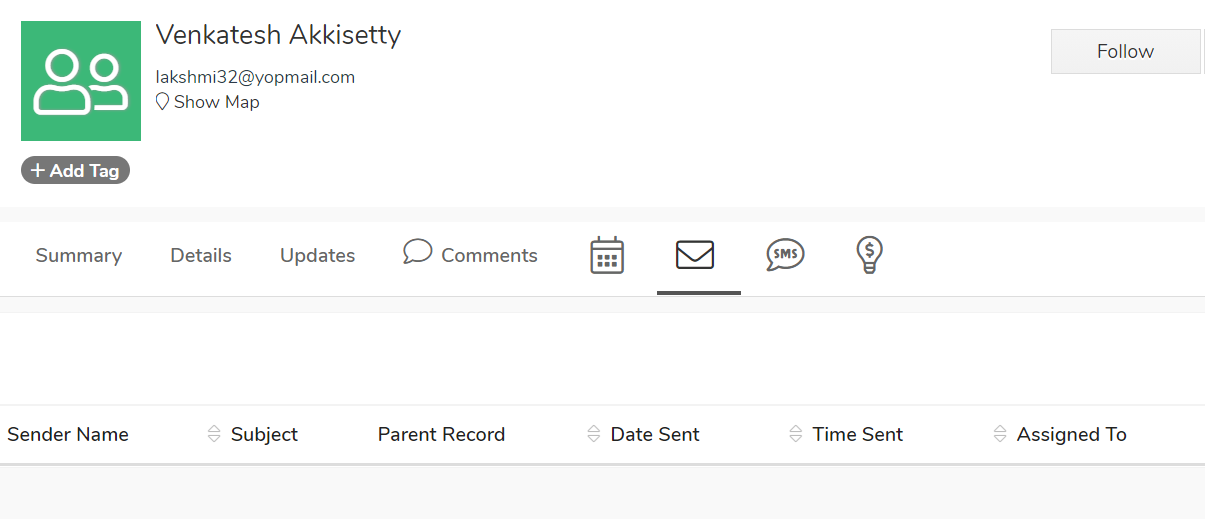 Venkatesh Akkisetty
lakshmi32@yopmail.com
Show Map
Follow
+ Add Tag
Summary Details Updates Comments SMS $
Sender Name Subject Parent Record Date Sent Time Sent Assigned To